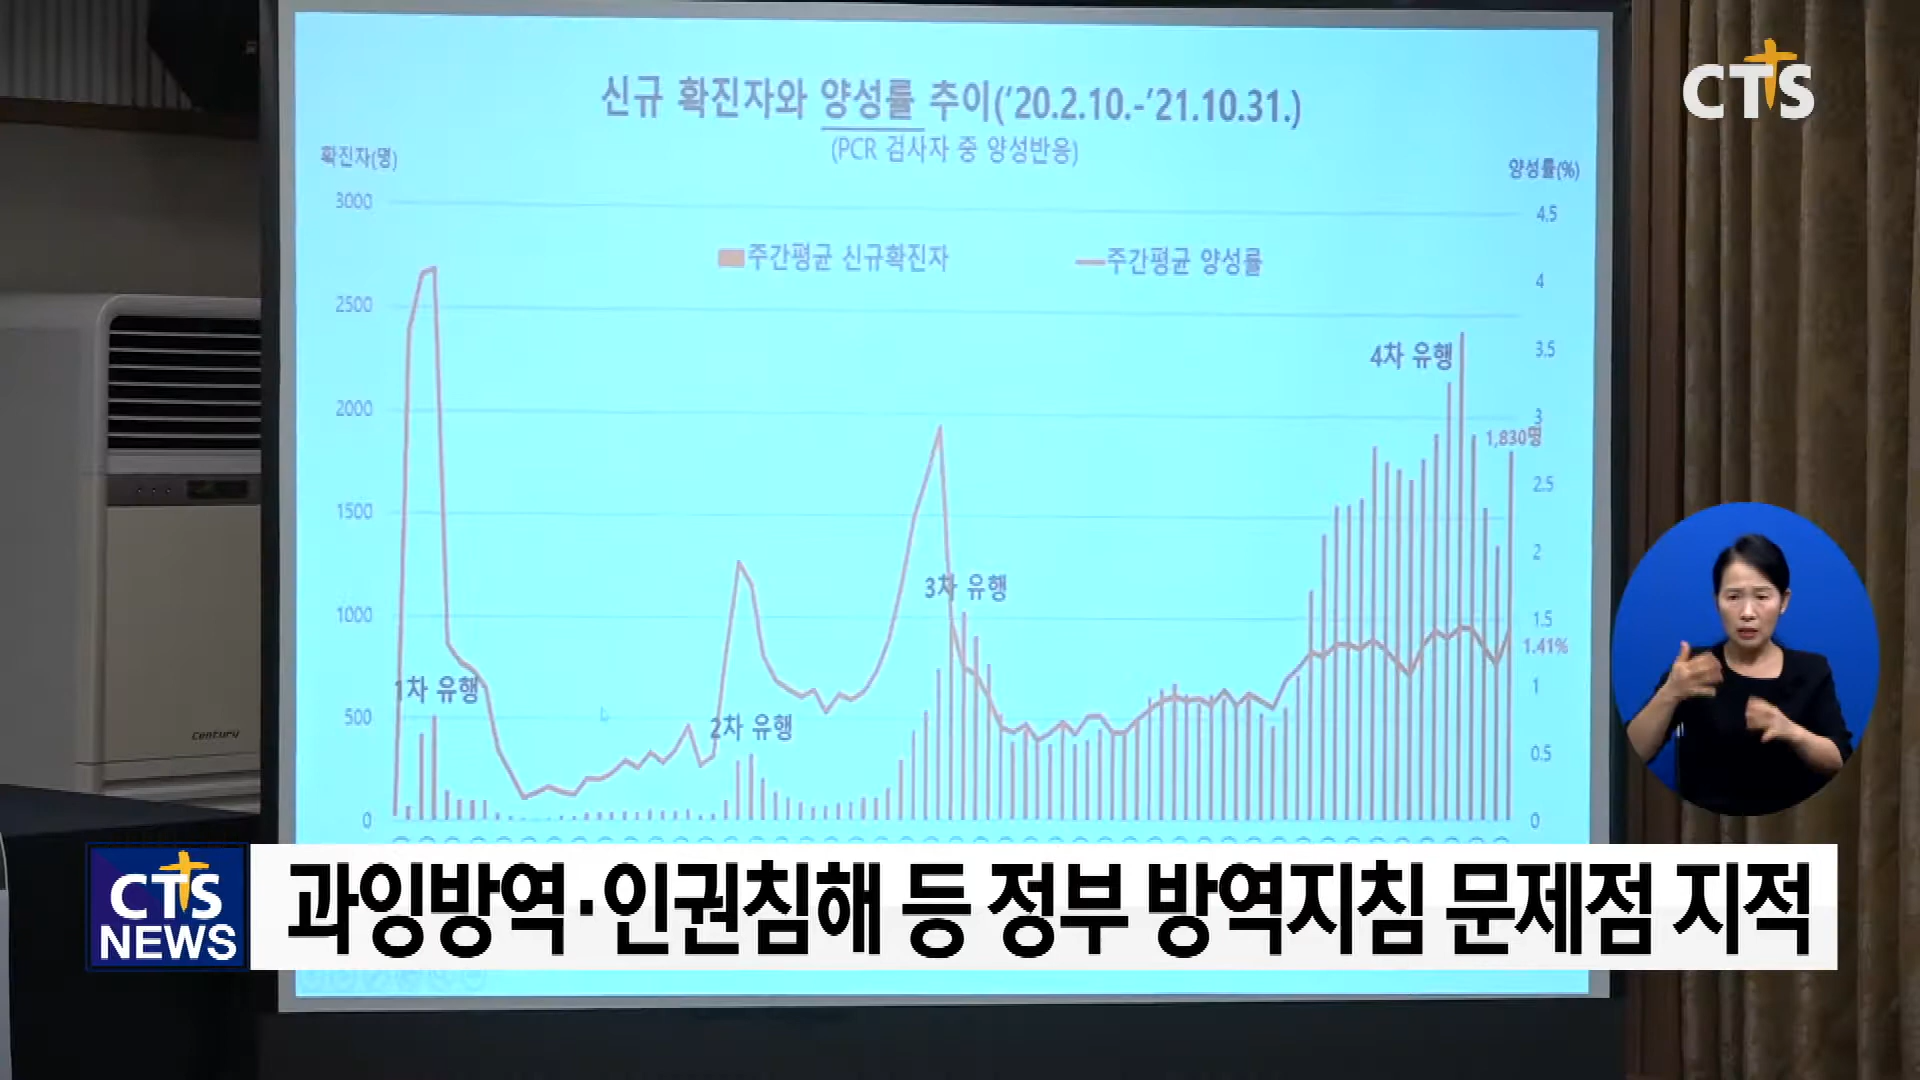 신규 확진자와 양성률 추이('20.2.10.-'21.10.31.)
(PCR 검사자 중 양성반응)
CTS
확진자(명)
양성률(%)
3000
2500
2000
1500
1000
500
0
4.5
4
3.5
3
2.5
2
1.5
1
0.5
0
주간평균 신규확진자
주간평균 양성률
1차 유행
2차 유행
3차 유행
4차 유행
1,830명
1.41%
Century
CTS
NEWS
과잉방역·인권침해 등 정부 방역지침 문제점 지적